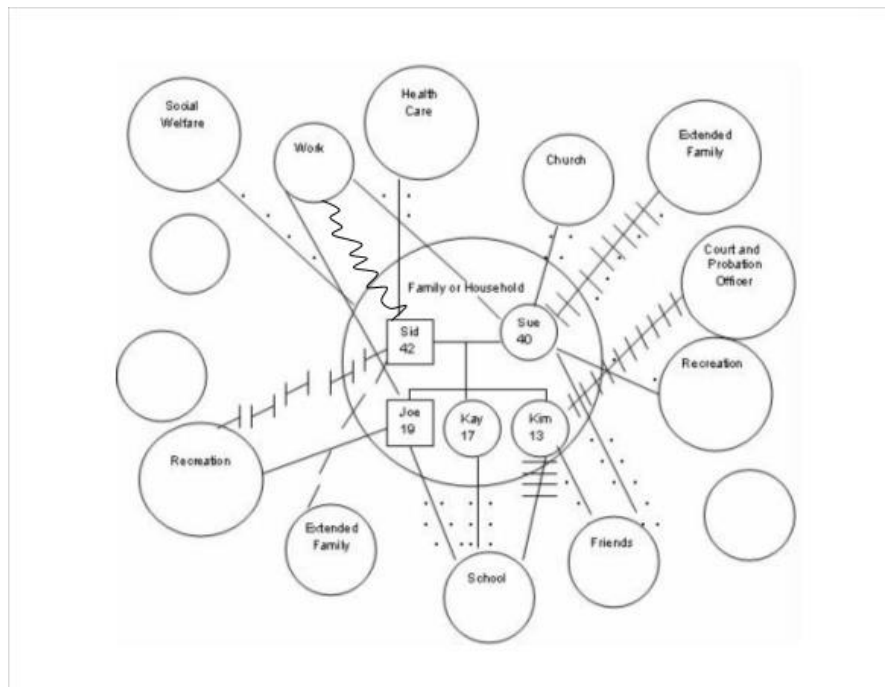 Social
Welfare
Work
Health
Care
Church
Extended
Family
Court and
Probation
Officer
Family or Household
Sid
42
Sue
40
Recreation
Joe
19
Kay
17
Kim
13
Recreation
Extended
Family
School
Friends